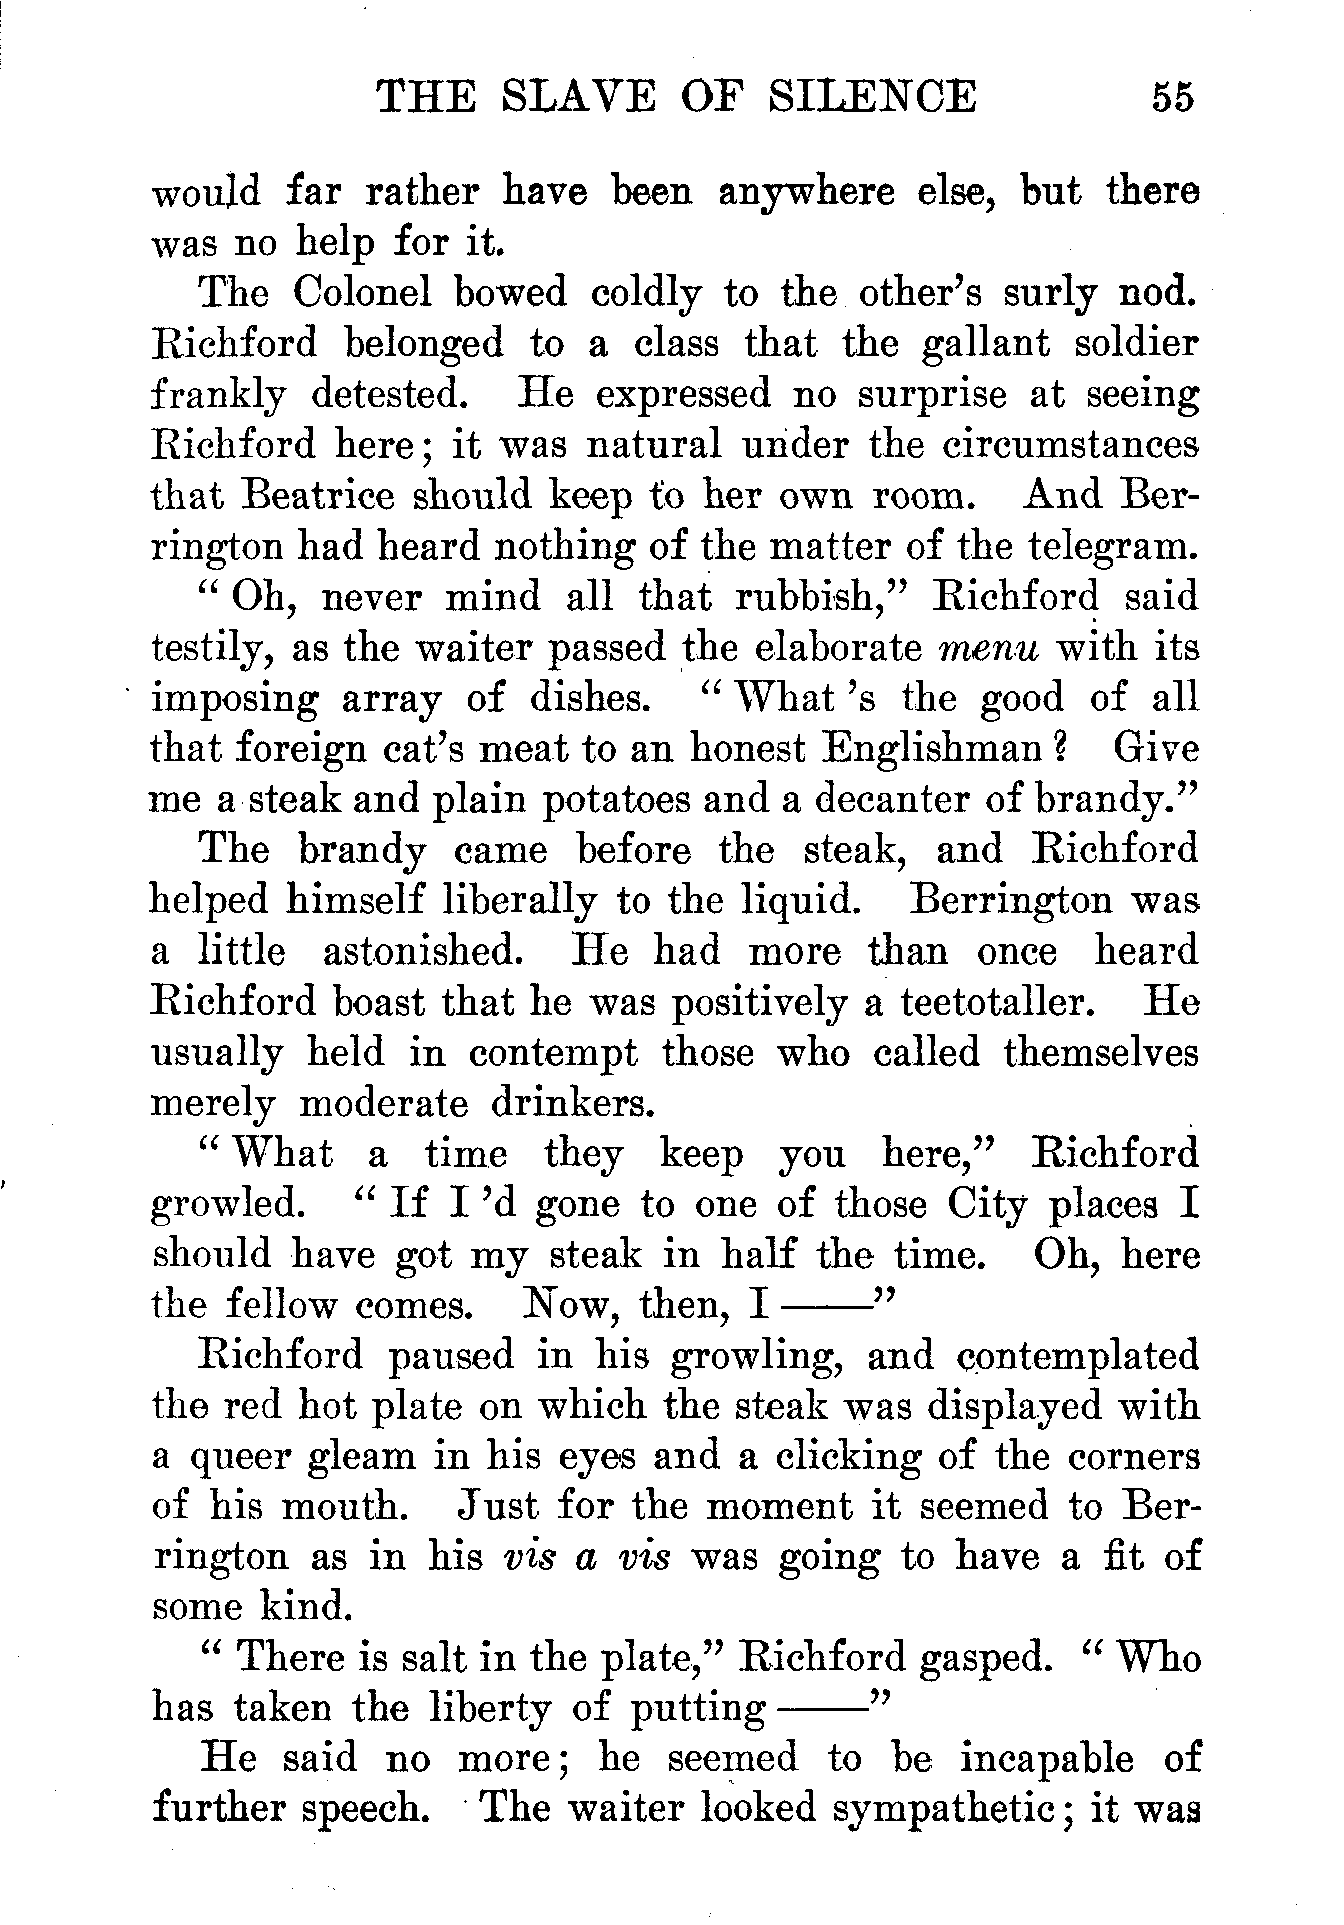 THE SLAVE OF SILENCE 55
would far rather have been anywhere else, but there
was no help for it.
The Colonel bowed coldly to the other's surly nod.
Richford belonged to a class that the gallant soldier
frankly detested. He expressed no surprise at seeing
Richford here; it was natural under the circumstances
that Beatrice should keep to her own room. And Ber-
rington had heard nothing of the matter of the telegram.
“ Oh, never mind all that rubbish,” Richford said
testily, as the waiter passed the elaborate menu with its
imposing array of dishes. “ What 's the good of all
that foreign cat's meat to an honest Englishman ? Give
me a steak and plain potatoes and a decanter of brandy.”
The brandy came before the steak, and Richford
helped himself liberally to the liquid. Berrington was
a little astonished. He had more than once heard
Richford boast that he was positively a teetotaller. He
usually held in contempt those who called themselves
merely moderate drinkers.
“ What a time they keep you here,” Richford
growled. “ If I 'd gone to one of those City places I
should have got my steak in half the time. Oh, here
the fellow comes. Now, then, I ——”
Richford paused in his growling, and contemplated
the red hot plate on which the steak was displayed with
a queer gleam in his eyes and a clicking of the corners
of his mouth. Just for the moment it seemed to Ber-
rington as in his vis a vis was going to have a fit of
some kind.
“ There is salt in the plate,” Richford gasped. “ Who
has taken the liberty of putting ——”
He said no more; he seemed to be incapable of
further speech. The waiter looked sympathetic; it was